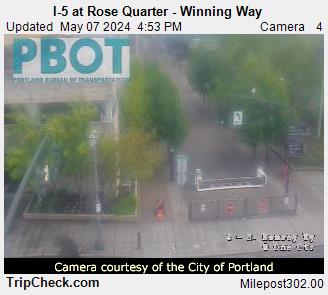 I-5 at Rose Quarter - Winning Way
Updated May 07 2024 4:53 PM Camera 4
PBOT
PORTLAND BUREAU OF TRANSPORTATION
Camera courtesy of the City of Portland
TripCheck.com Milepost302.00